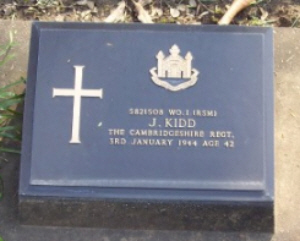 5821508 WO.I (RSM)
J. KIDD
THE CAMBRIDGESHIRE REGT.
3RD JANUARY 1944 AGE 42